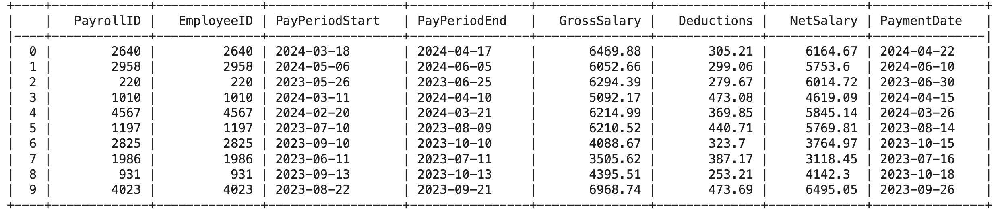 | | PayrollID | EmployeeID | PayPeriodStart | PayPeriodEnd | GrossSalary | Deductions | NetSalary | PaymentDate |
| 0 | 2640 | 2640 | 2024-03-18 | 2024-04-17 | 6469.88 | 305.21 | 6164.67 | 2024-04-22 |
| 1 | 2958 | 2958 | 2024-05-06 | 2024-06-05 | 6052.66 | 299.06 | 5753.6 | 2024-06-10 |
| 2 | 220 | 220 | 2023-05-26 | 2023-06-25 | 6294.39 | 279.67 | 6014.72 | 2023-06-30 |
| 3 | 1010 | 1010 | 2024-03-11 | 2024-04-10 | 5092.17 | 473.08 | 4619.09 | 2024-04-15 |
| 4 | 4567 | 4567 | 2024-02-20 | 2024-03-21 | 6214.99 | 369.85 | 5845.14 | 2024-03-26 |
| 5 | 1197 | 1197 | 2023-07-10 | 2023-08-09 | 6210.52 | 440.71 | 5769.81 | 2023-08-14 |
| 6 | 2825 | 2825 | 2023-09-10 | 2023-10-10 | 4088.67 | 323.7 | 3764.97 | 2023-10-15 |
| 7 | 1986 | 1986 | 2023-06-11 | 2023-07-11 | 3505.62 | 387.17 | 3118.45 | 2023-07-16 |
| 8 | 931 | 931 | 2023-09-13 | 2023-10-13 | 4395.51 | 253.21 | 4142.3 | 2023-10-18 |
| 9 | 4023 | 4023 | 2023-08-22 | 2023-09-21 | 6968.74 | 473.69 | 6495.05 | 2023-09-26 |